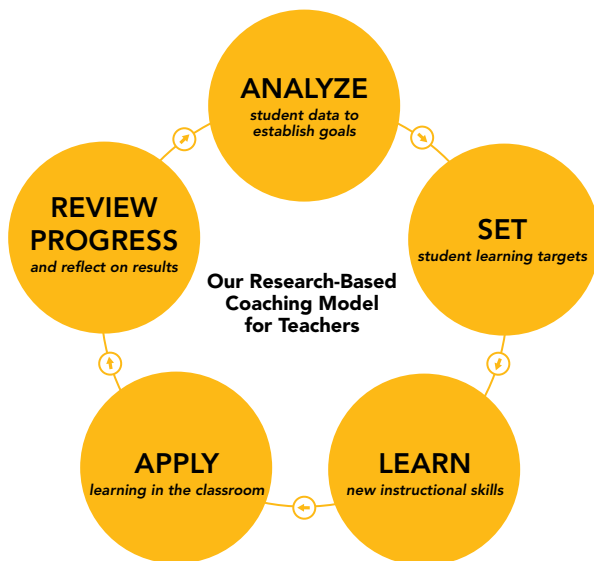 ANALYZE
student data to
establish goals
SET
student learning targets
LEARN
new instructional skills
APPLY
learning in the classroom
REVIEW
PROGRESS
and reflect on results
Our Research-Based
Coaching Model
for Teachers